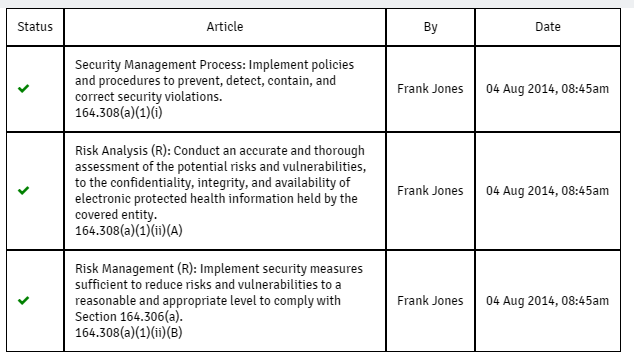 Status Article By Date
Security Management Process: Implement policies
and procedures to prevent, detect, contain, and
correct security violations.
164.308(a)(1)(i)
Frank Jones 04 Aug 2014, 08:45am
Risk Analysis (R): Conduct an accurate and thorough
assessment of the potential risks and vulnerabilities,
to the confidentiality, integrity, and availability of
electronic protected health information held by the
covered entity.
164.308(a)(1)(ii)(A)
Frank Jones 04 Aug 2014, 08:45am
Risk Management (R): Implement security measures
sufficient to reduce risks and vulnerabilities to a
reasonable and appropriate level to comply with
Section 164.306(a).
164.308(a)(1)(ii)(B)
Frank Jones 04 Aug 2014, 08:45am